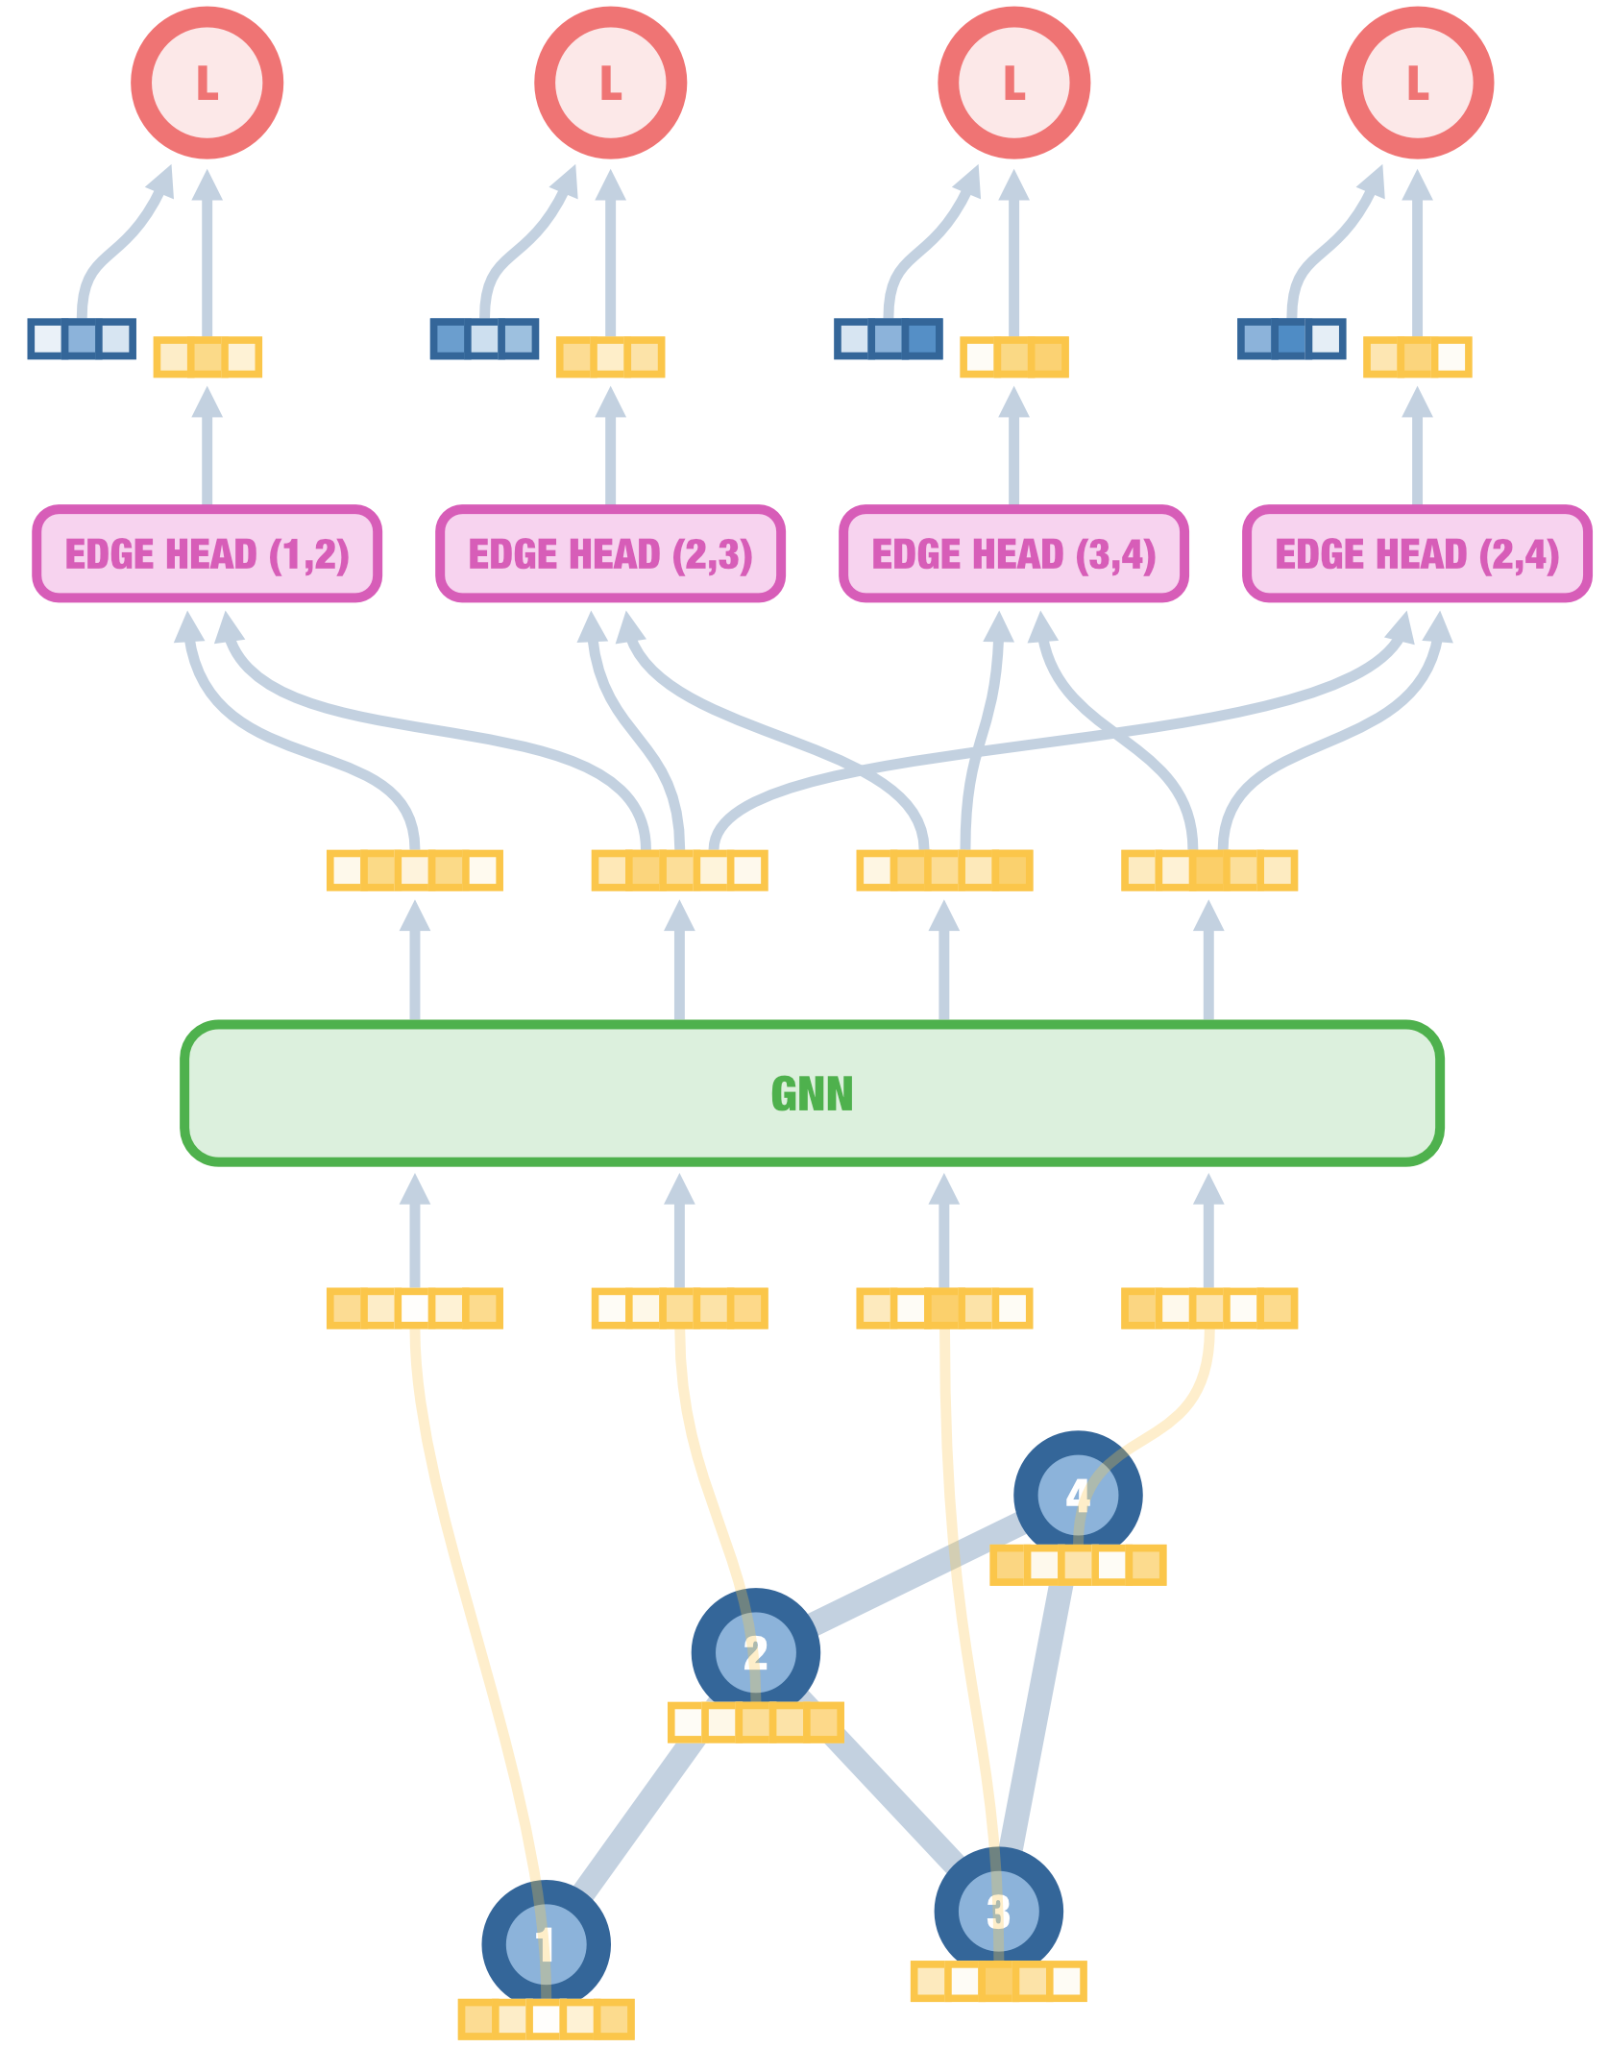 L
L
L
L
EDGE HEAD (1,2)
EDGE HEAD (2,3)
EDGE HEAD (3,4)
EDGE HEAD (2,4)
GNN
4
2
3
1